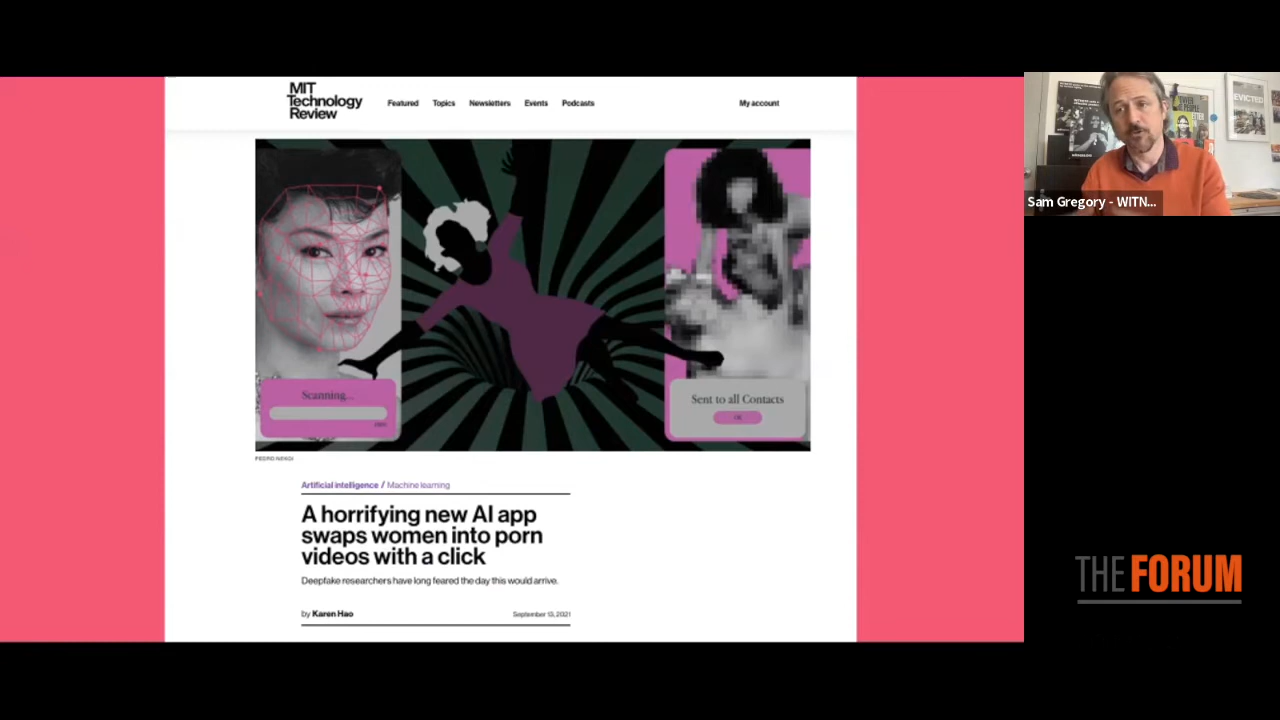 MIT
Technology
Review
Featured
Topics
Newsletters
Events
Podcasts
My account
Scanning...
Sent to all Contacts
OK
Artificial intelligence / Machine learning
A horrifying new AI app
swaps women into porn
videos with a click
Deepfake researchers have long feared the day this would arrive.
by Karen Hao
September 13, 2021
EVICTED
Sam Gregory - WITN...
THE FORUM